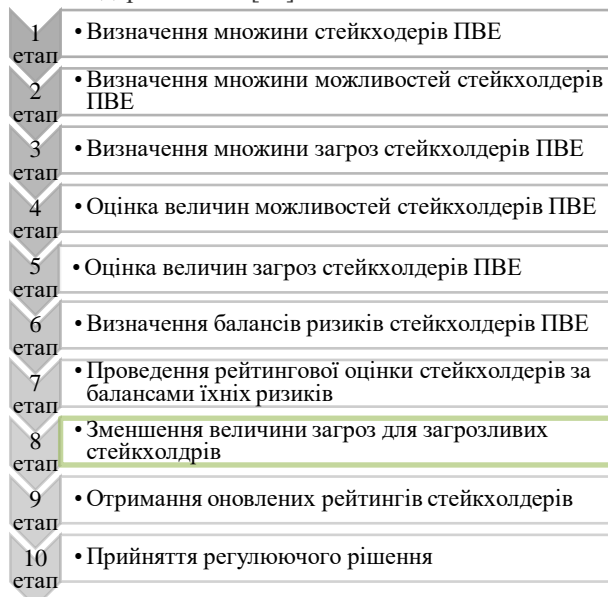 1
етап
• Визначення множини стейкходерів ПВЕ
2
етап
• Визначення множини можливостей стейкхолдерів
ПВЕ
3
етап
• Визначення множини загроз стейкхолдерів ПВЕ
4
етап
• Оцінка величин можливостей стейкхолдерів ПВЕ
5
етап
• Оцінка величин загроз стейкхолдерів ПВЕ
6
етап
• Визначення балансів ризиків стейкхолдерів ПВЕ
7
етап
• Проведення рейтингової оцінки стейкхолдерів за
балансами їхніх ризиків
8
етап
• Зменшення величини загроз для загрозливих
стейкхолдрів
9
етап
• Отримання оновлених рейтингів стейкхолдерів
10
етап
• Прийняття регулюючого рішення